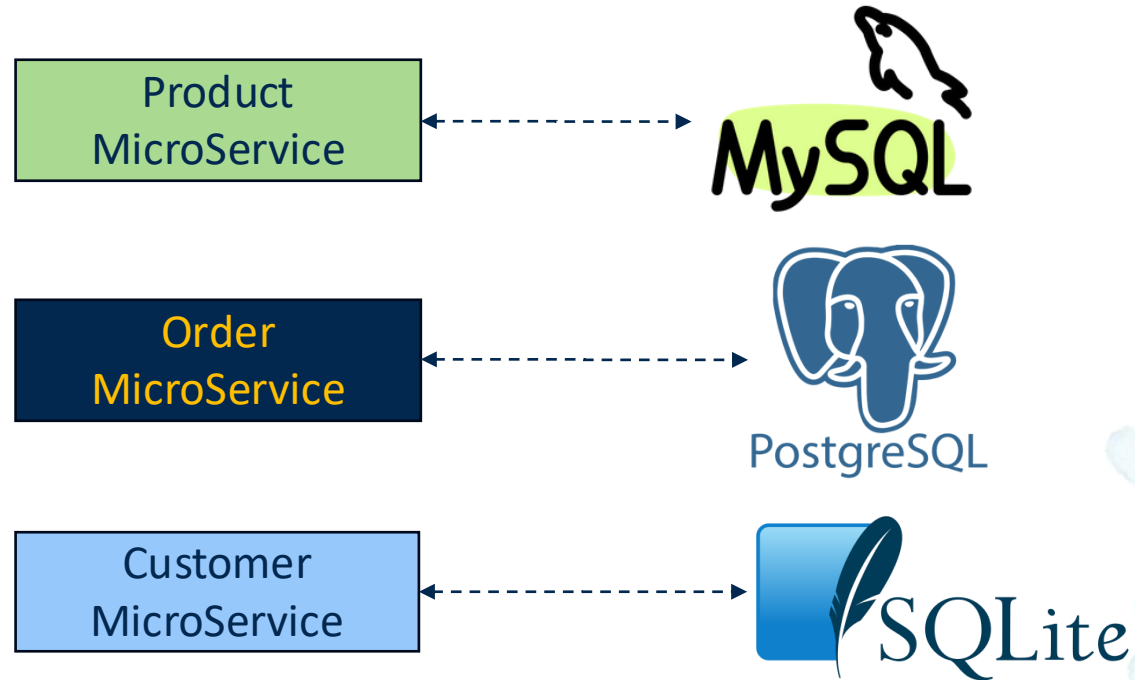 Product
MicroService
MySQL
Order
MicroService
PostgreSQL
Customer
MicroService
SQLite